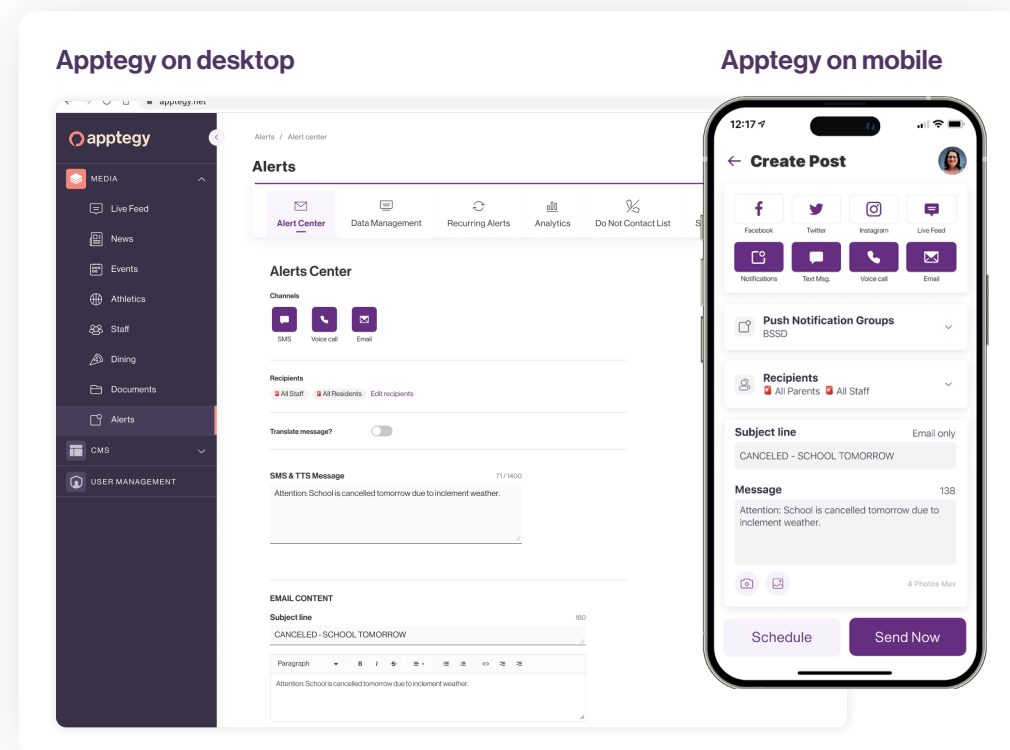 Apptegy on desktop
Apptegy on mobile
apptegy.net
apptegy
MEDIA
Live Feed
News
Events
Athletics
Staff
Dining
Documents
Alerts
CMS
USER MANAGEMENT
Alerts / Alert center
Alerts
Alert Center
Data Management
Recurring Alerts
Analytics
Do Not Contact List
S
Alerts Center
Channels
SMS
Voice call
Email
Recipients
All Staff
All Residents
Edit recipients
Translate message?
SMS & TTS Message
71/1400
Attention: School is cancelled tomorrow due to inclement weather.
EMAIL CONTENT
Subject line
180
CANCELED - SCHOOL TOMORROW
Paragraph
B I S
Attention: School is cancelled tomorrow due to inclement weather.
12:17
Create Post
Facebook
Twitter
Instagram
Live Feed
Notifications
Text Msg.
Voice call
Email
Push Notification Groups
BSSD
Recipients
All Parents All Staff
Subject line
Email only
CANCELED - SCHOOL TOMORROW
Message
138
Attention: School is cancelled tomorrow due to
inclement weather.
4 Photos Max
Schedule
Send Now